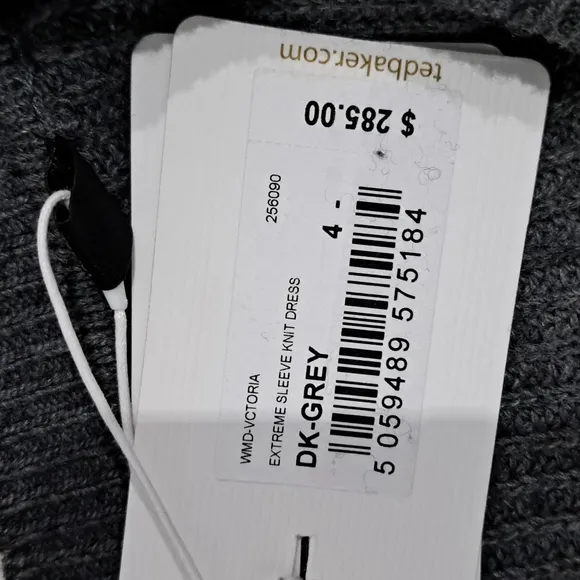 tedbaker.com
$ 285.00
WMD-VCTORIA
256090
EXTREME SLEEVE KNIT DRESS
DK-GREY
4 -
5 059489 575184